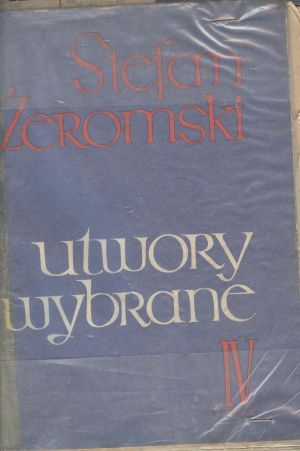 Stefan
Żeromski
utwory
wybrane
IV